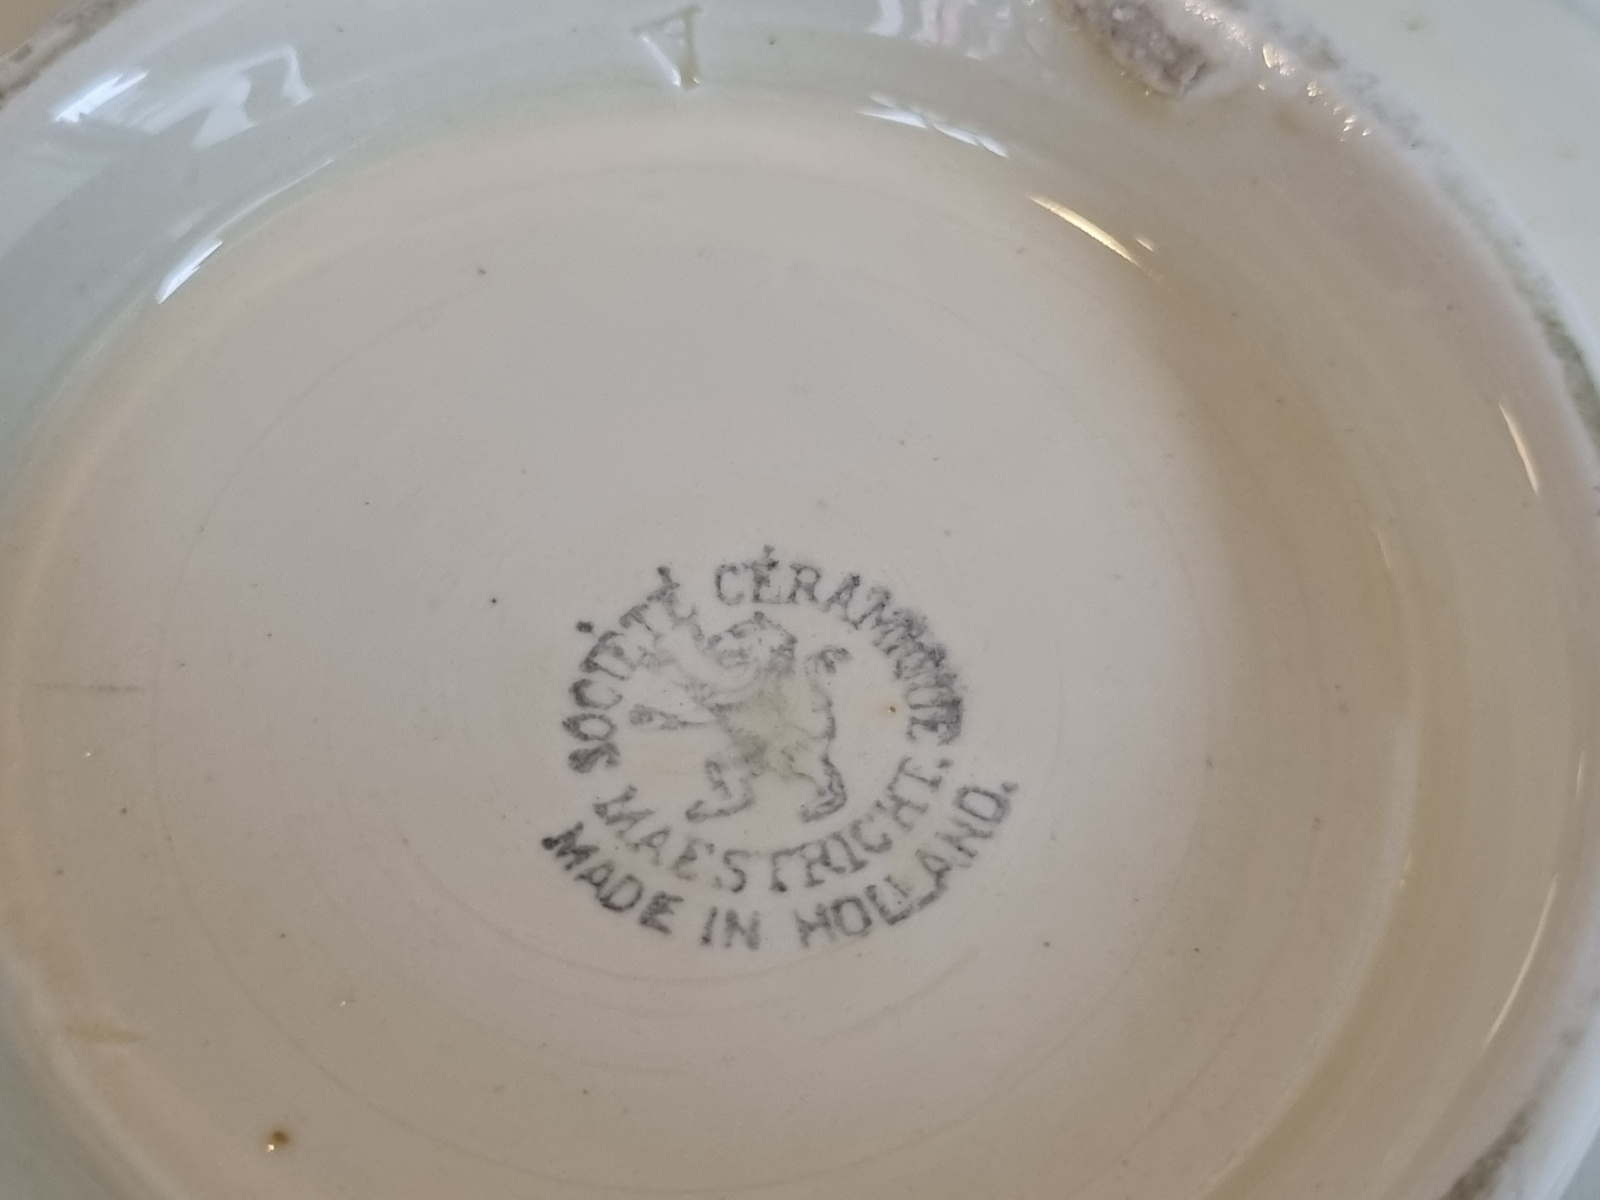 SOCIÉTÉ CÉRAMIQUE
MAESTRICHT.
MADE IN HOLLAND.